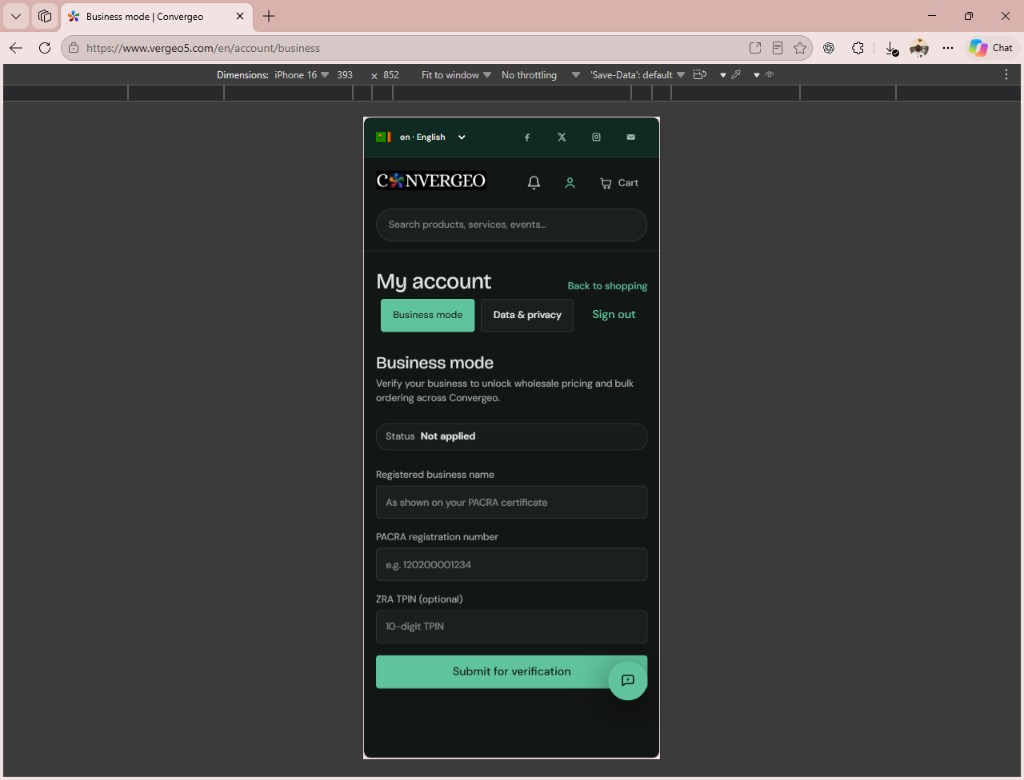 Business mode | Convergeo
https://www.vergeo5.com/en/account/business
Chat
Dimensions: iPhone 16 393 x 852 Fit to window No throttling 'Save-Data': default
en · English
CONVERGEO
Cart
Search products, services, events...
My account
Back to shopping
Business mode Data & privacy Sign out
Business mode
Verify your business to unlock wholesale pricing and bulk
ordering across Convergeo.
Status Not applied
Registered business name
As shown on your PACRA certificate
PACRA registration number
e.g. 120200001234
ZRA TPIN (optional)
10-digit TPIN
Submit for verification